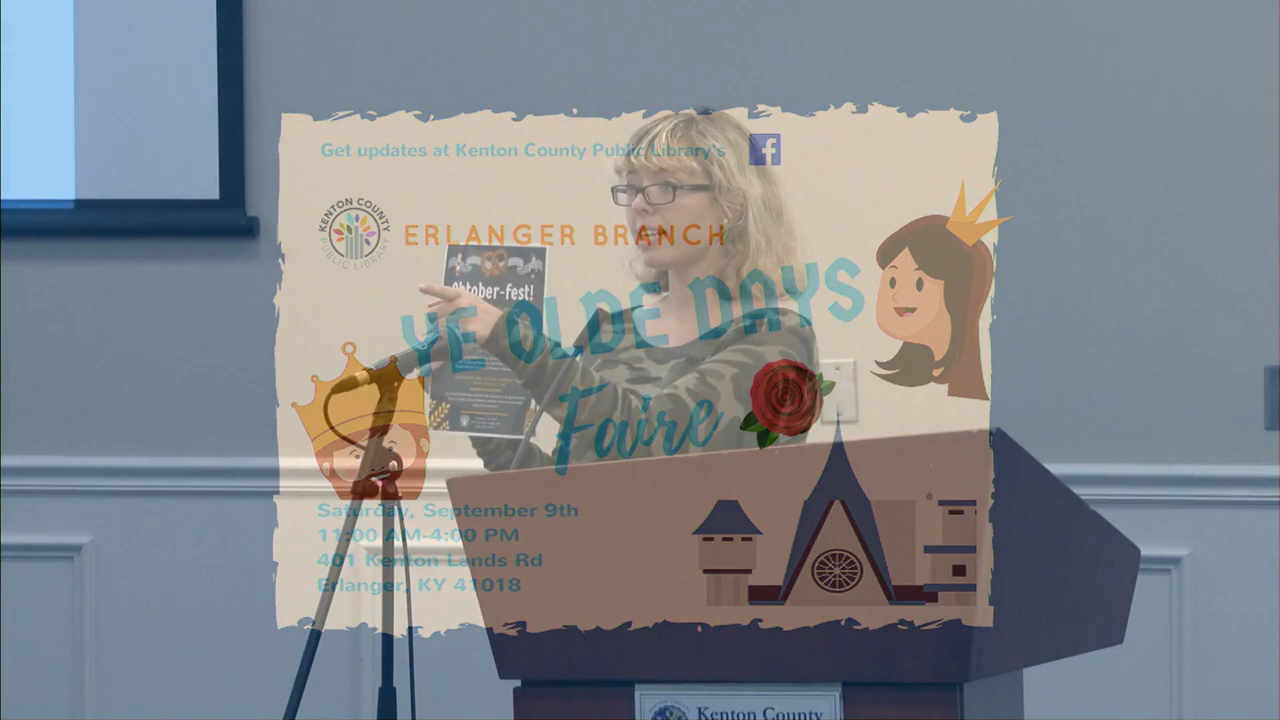 Get updates at Kenton County Public Library's
KENTON COUNTY
PUBLIC LIBRARY
ERLANGER BRANCH
Oktober-fest!
YE OLDE DAYS
Faire
Saturday, September 9th
11:00 AM-4:00 PM
401 Kenton Lands Rd
Erlanger, KY 41018
Kenton County